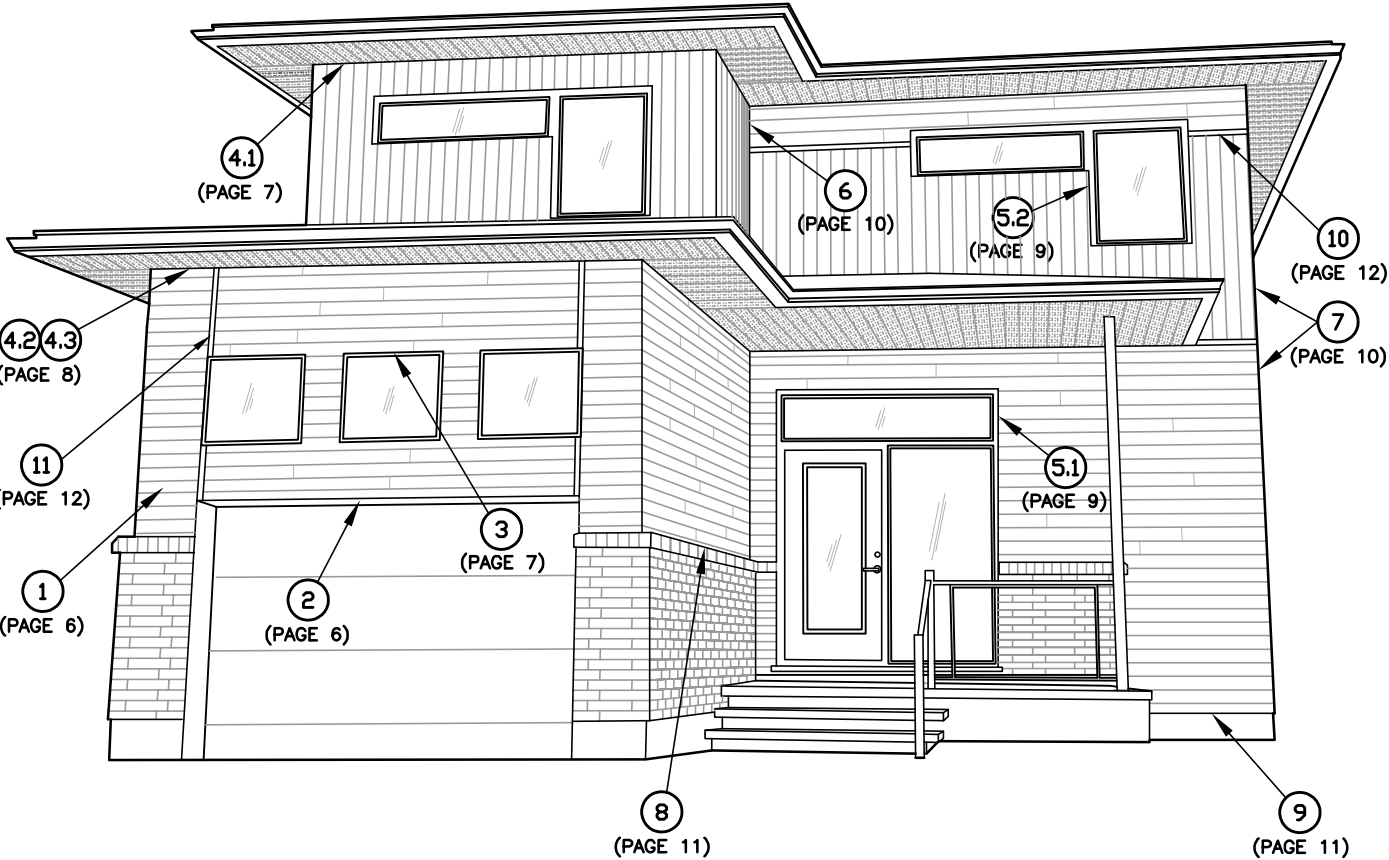 4.1
(PAGE 7)
6
(PAGE 10)
5.2
(PAGE 9)
10
(PAGE 12)
4.2 4.3
(PAGE 8)
7
(PAGE 10)
11
(PAGE 12)
5.1
(PAGE 9)
3
(PAGE 7)
1
(PAGE 6)
2
(PAGE 6)
8
(PAGE 11)
9
(PAGE 11)